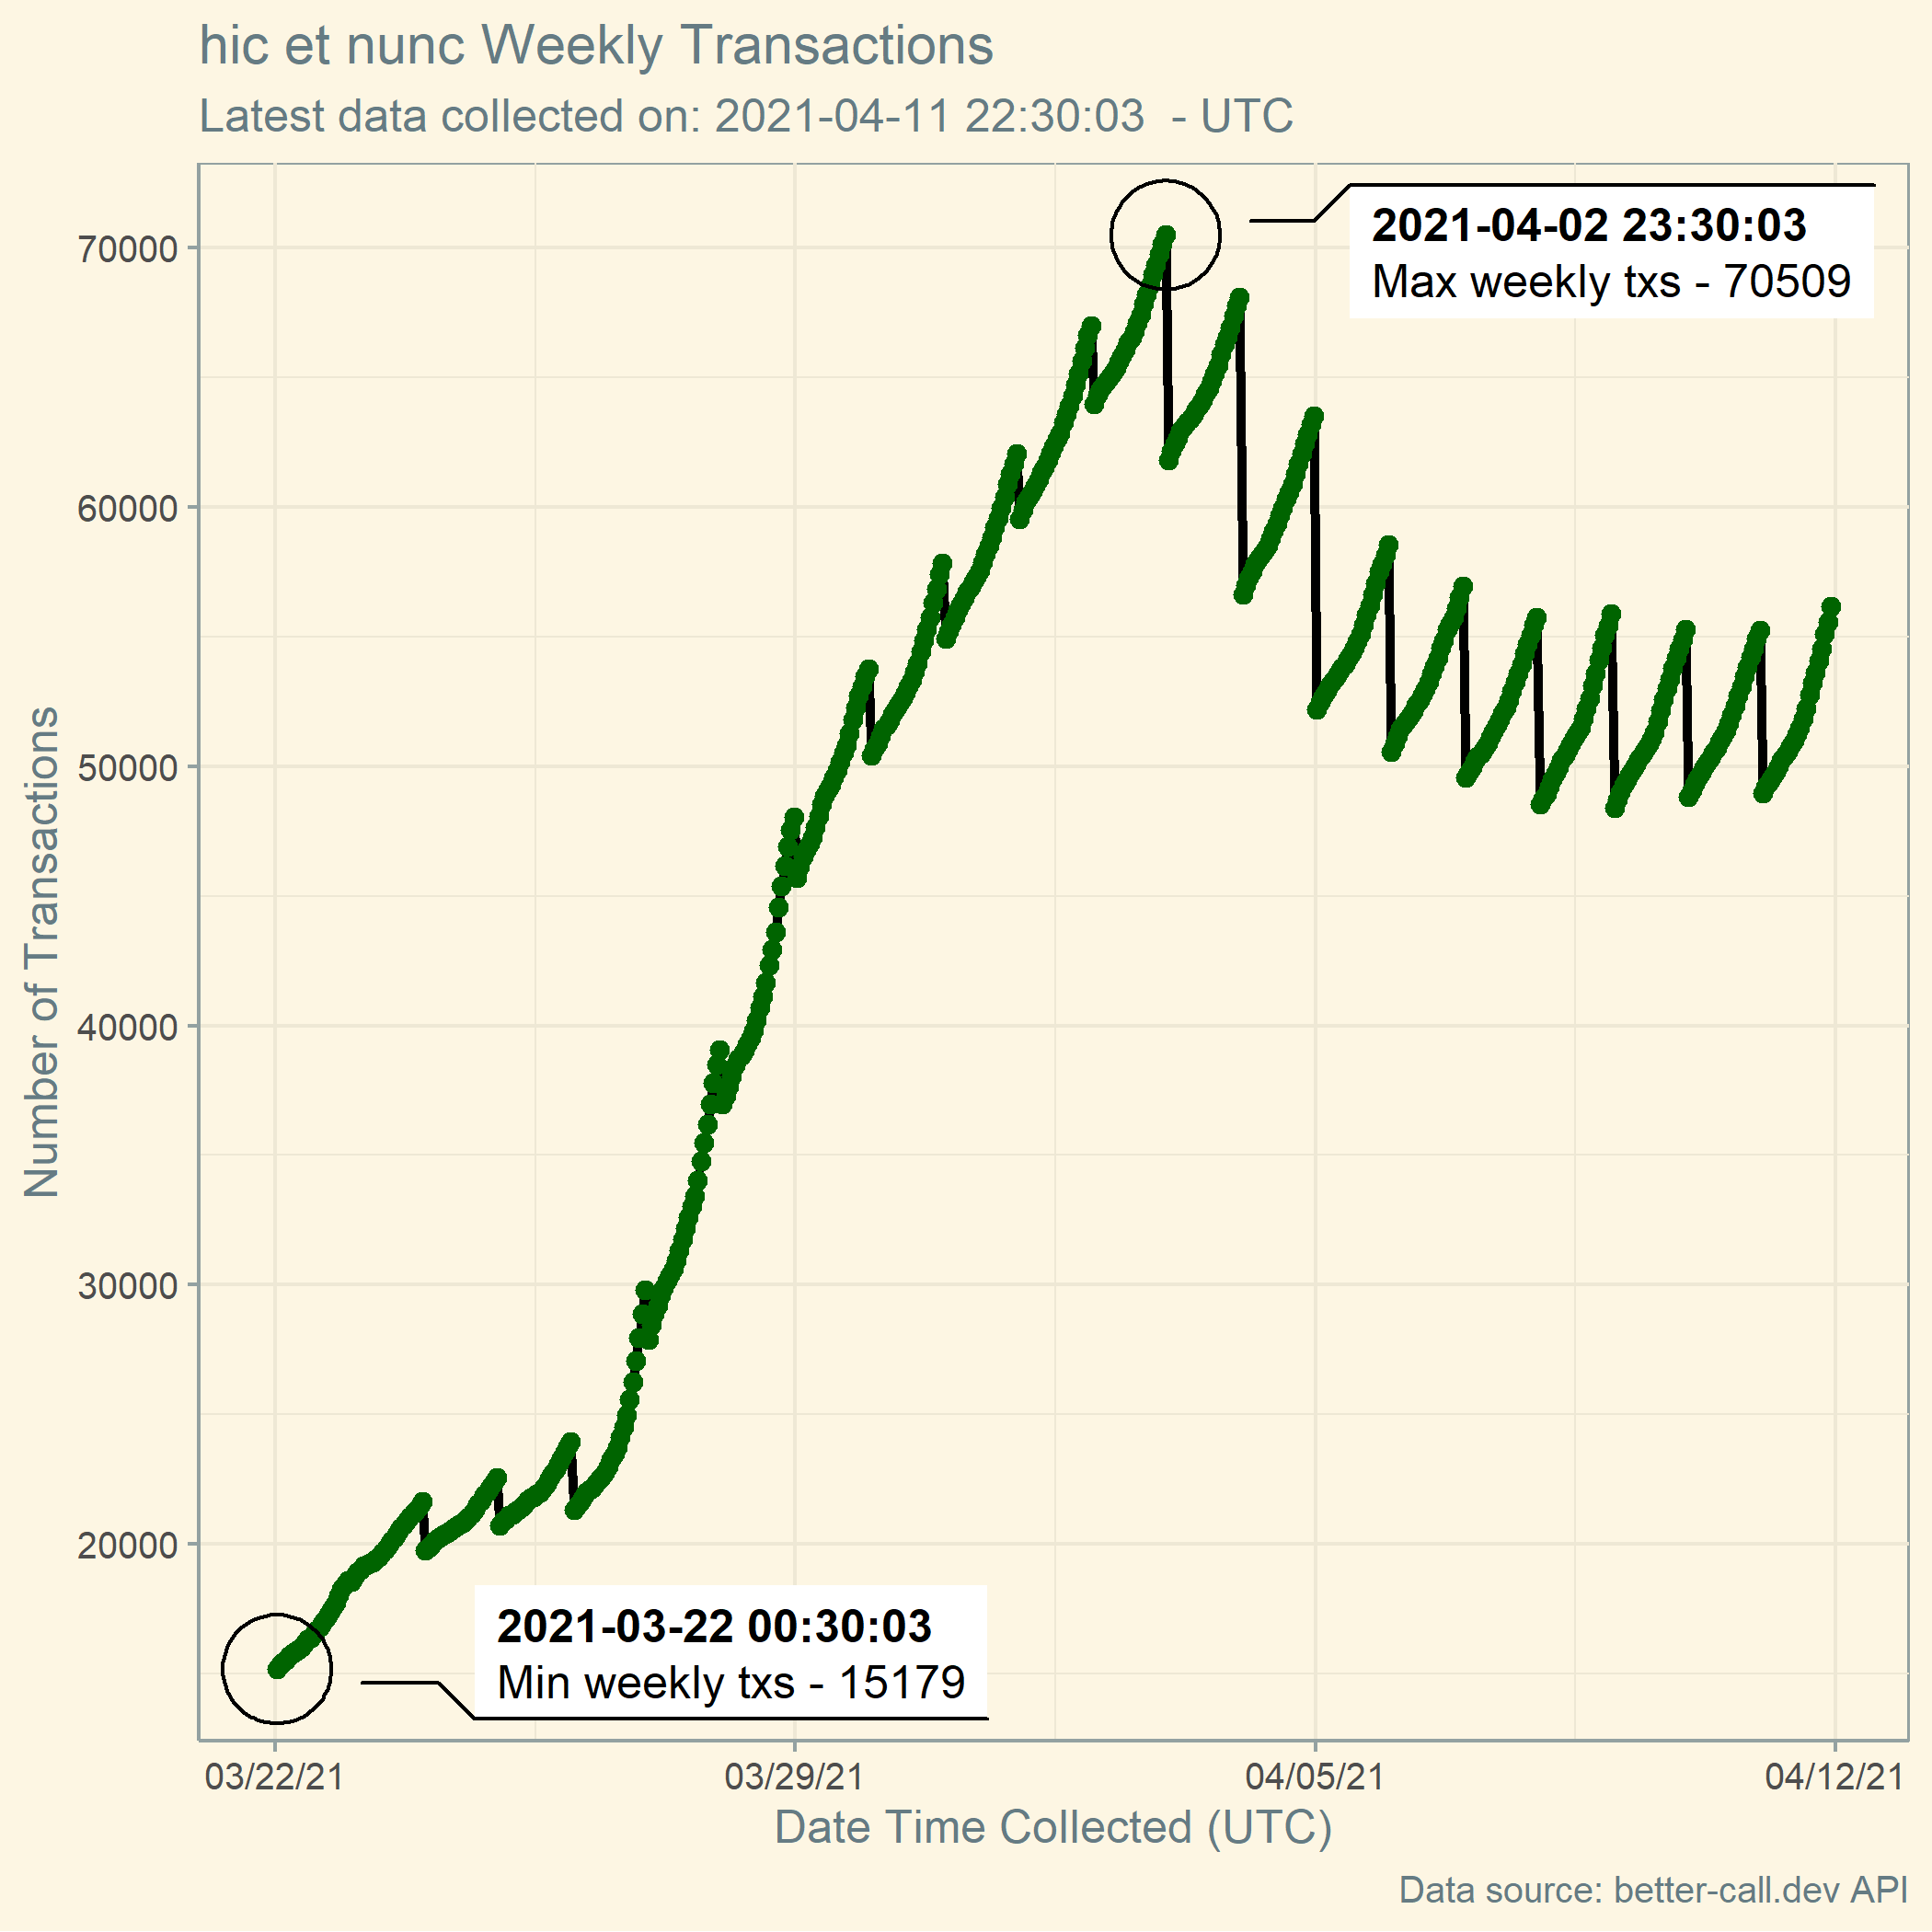 hic et nunc Weekly Transactions
Latest data collected on: 2021-04-11 22:30:03  - UTC
2021-04-02 23:30:03
Max weekly txs - 70509
70000
60000
50000
40000
30000
20000
Number of Transactions
2021-03-22 00:30:03
Min weekly txs - 15179
03/22/21 03/29/21 04/05/21 04/12/21
Date Time Collected (UTC)
Data source: better-call.dev API